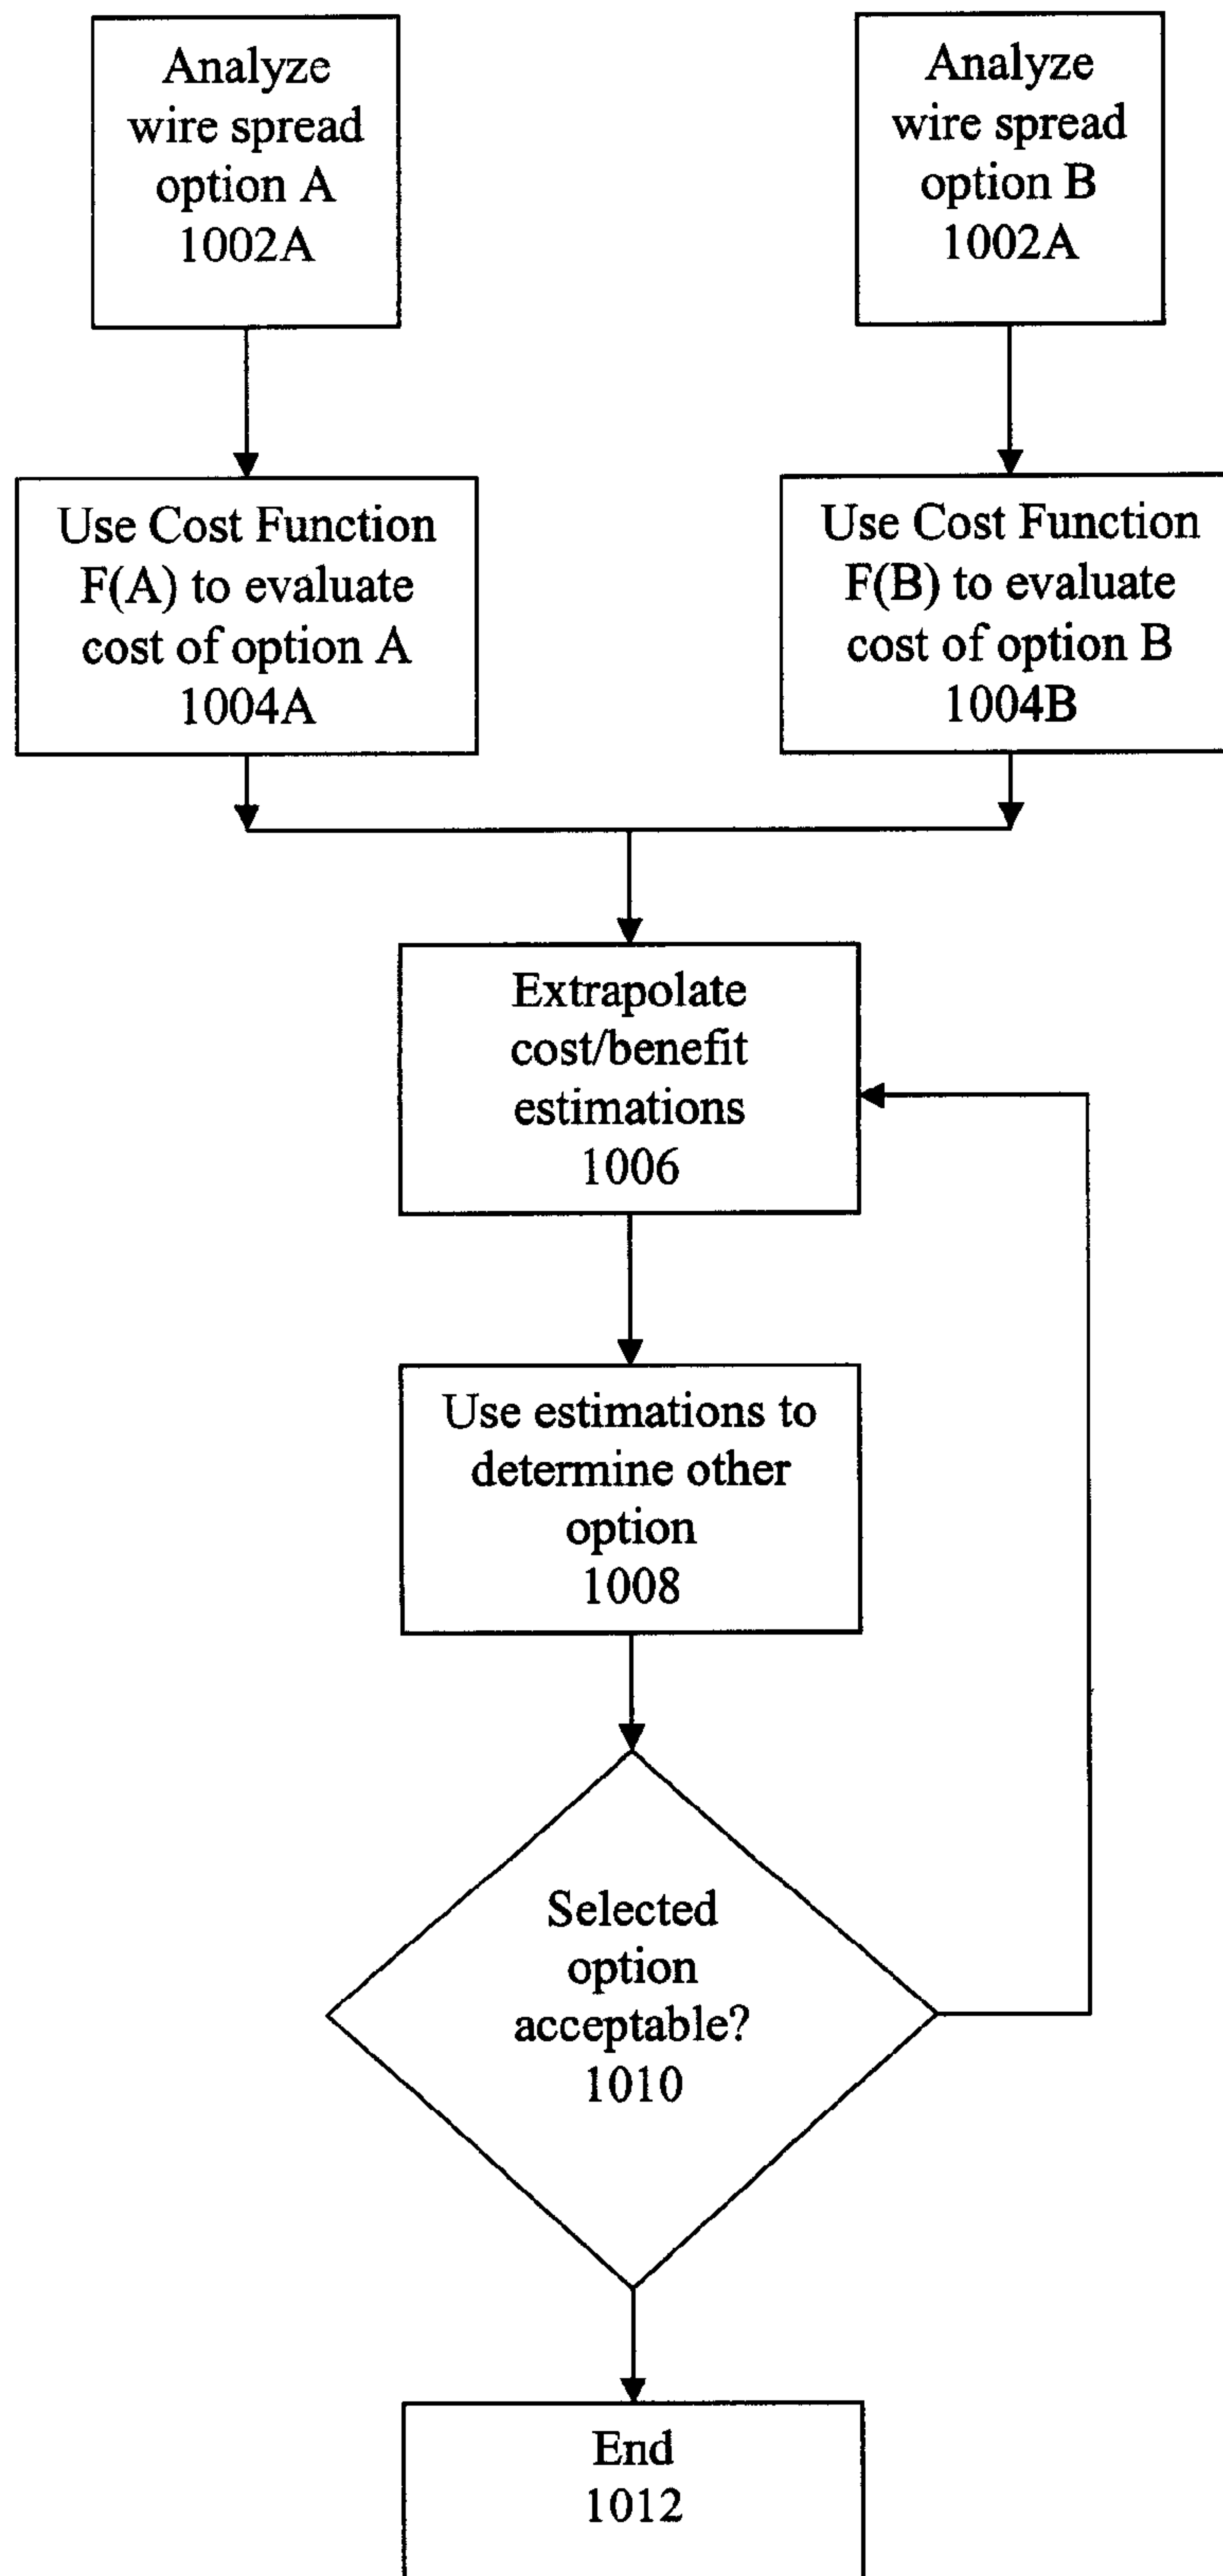 Analyze
wire spread
option A
1002A
Analyze
wire spread
option B
1002A
Use Cost Function
F(A) to evaluate
cost of option A
1004A
Use Cost Function
F(B) to evaluate
cost of option B
1004B
Extrapolate
cost/benefit
estimations
1006
Use estimations to
determine other
option
1008
Selected
option
acceptable?
1010
End
1012